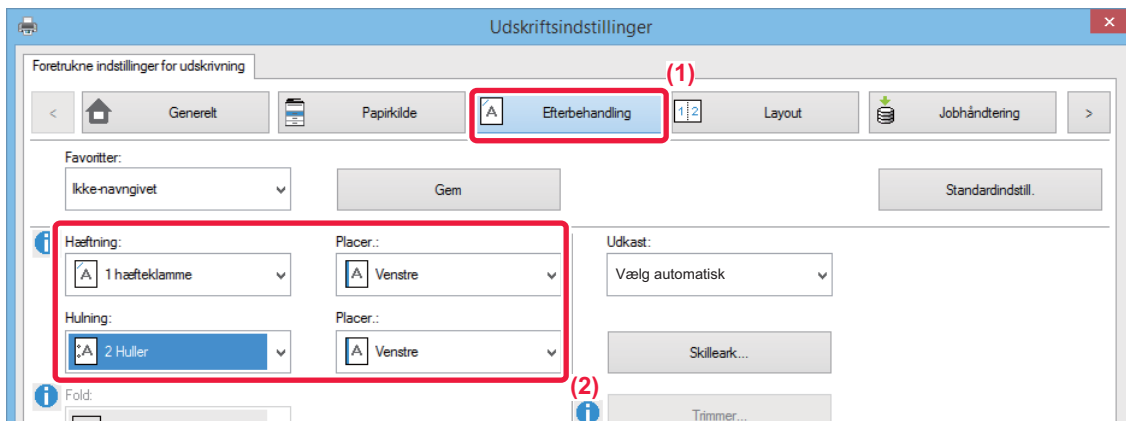 Udskriftsindstillinger
Foretrukne indstillinger for udskrivning
(1)
< Generelt Papirkilde Efterbehandling Layout Jobhåndtering >
Favoritter:
Ikke-navngivet Gem Standardindstill.
Hæftning: Placer.: Udkast:
1 hæfteklamme Venstre Vælg automatisk
Hulning: Placer.:
2 Huller Venstre Skilleark...
(2)
Fold:
Trimmer...